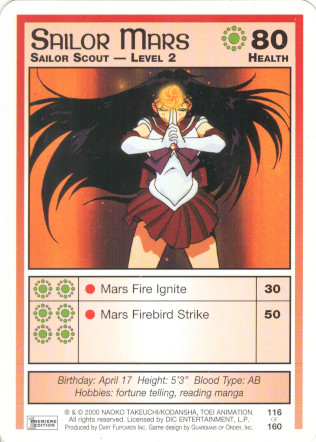 SAILOR MARS
80
SAILOR SCOUT — LEVEL 2
HEALTH
Mars Fire Ignite 30
Mars Firebird Strike 50
Birthday: April 17 Height: 5'3" Blood Type: AB
Hobbies: fortune telling, reading manga
PREMIERE
EDITION
® & © 2000 NAOKO TAKEUCHI/KODANSHA, TOEI ANIMATION.
All rights reserved. Licensed by DIC ENTERTAINMENT, L.P.
Produced by DART FLIPCARDS INC. Game design by GUARDIANS OF ORDER, INC.
116
OF
160